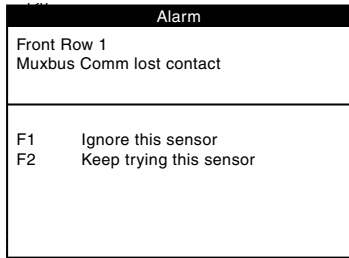 Alarm
Front Row 1
Muxbus Comm lost contact
F1 Ignore this sensor
F2 Keep trying this sensor